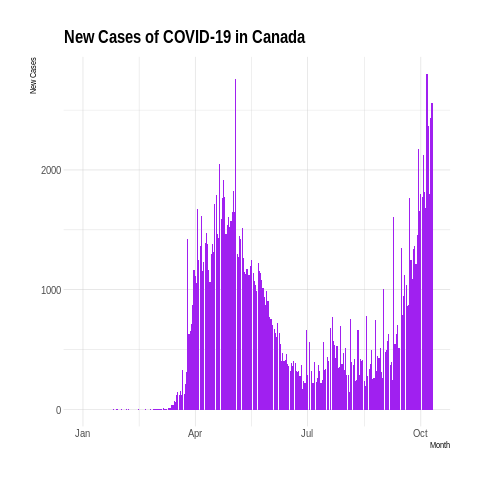 New Cases of COVID-19 in Canada
New Cases
2000
1000
0
Jan
Apr
Jul
Oct
Month